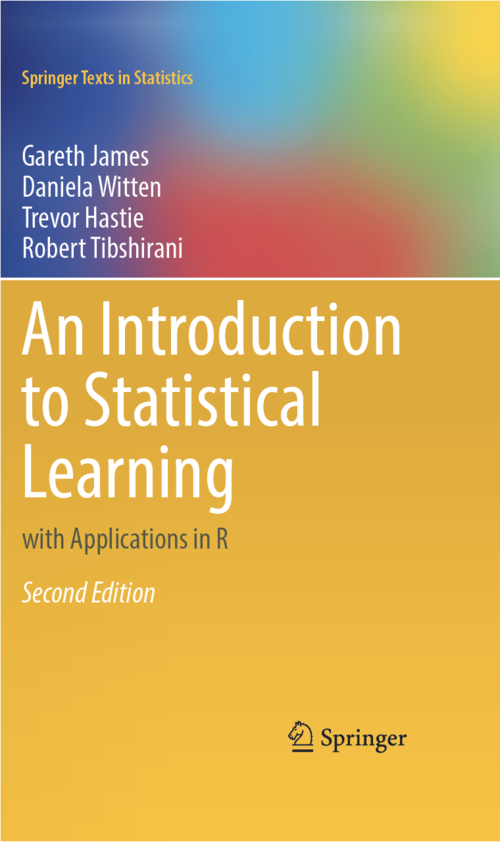 Springer Texts in Statistics
Gareth James
Daniela Witten
Trevor Hastie
Robert Tibshirani
An Introduction
to Statistical
Learning
with Applications in R
Second Edition
Springer